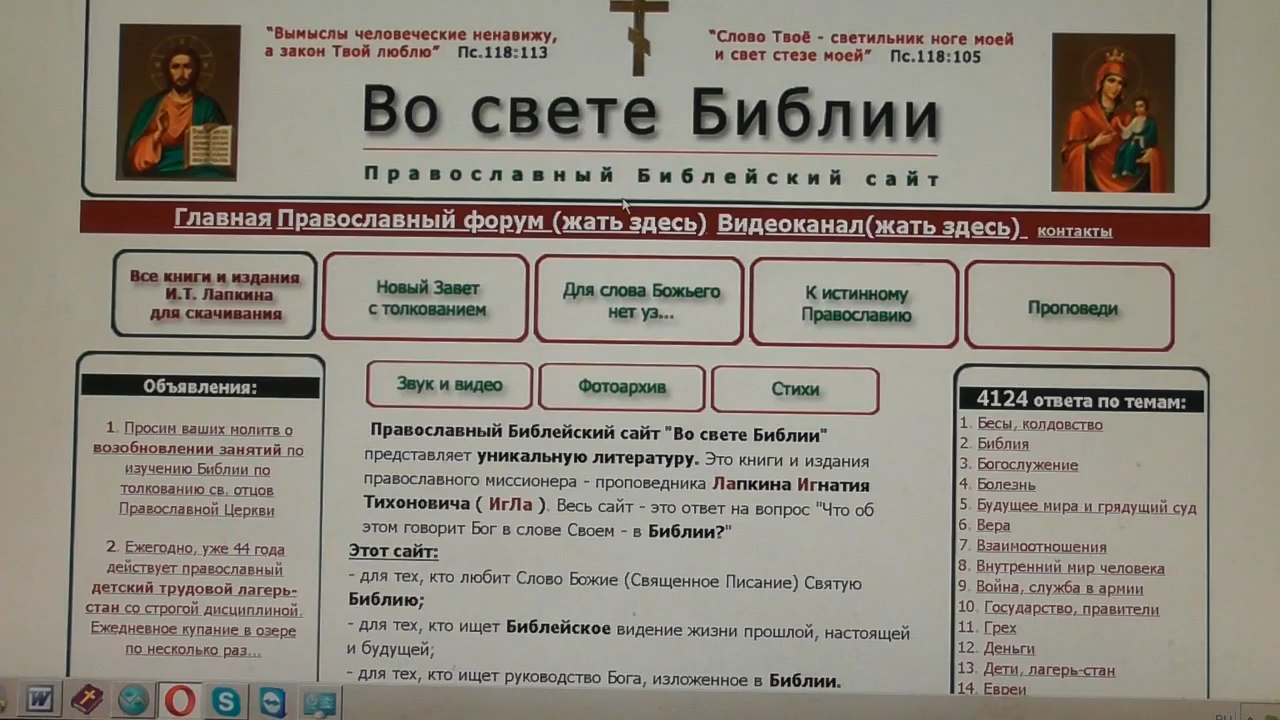 "Вымыслы человеческие ненавижу,
а закон Твой люблю" Пс.118:113
"Слово Твоё - светильник ноге моей
и свет стезе моей" Пс.118:105
Во свете Библии
Православный Библейский сайт
Главная Православный форум (жать здесь) Видеоканал(жать здесь) контакты
Все книги и издания
И.Т. Лапкина
для скачивания
Новый Завет
с толкованием
Для слова Божьего
нет уз...
К истинному
Православию
Проповеди
Звук и видео
Фотоархив
Стихи
Объявления:
1. Просим ваших молитв о
возобновлении занятий по
изучению Библии по
толкованию св. отцов
Православной Церкви
2. Ежегодно, уже 44 года
действует православный
детский трудовой лагерь-
стан со строгой дисциплиной.
Ежедневное купание в озере
по несколько раз...
Православный Библейский сайт "Во свете Библии"
представляет уникальную литературу. Это книги и издания
православного миссионера - проповедника Лапкина Игнатия
Тихоновича ( ИгЛа ). Весь сайт - это ответ на вопрос "Что об
этом говорит Бог в слове Своем - в Библии?"
Этот сайт:
- для тех, кто любит Слово Божие (Священное Писание) Святую
Библию;
- для тех, кто ищет Библейское видение жизни прошлой, настоящей
и будущей;
- для тех, кто ищет руководство Бога, изложенное в Библии.
4124 ответа по темам:
1. Бесы, колдовство
2. Библия
3. Богослужение
4. Болезнь
5. Будущее мира и грядущий суд
6. Вера
7. Взаимоотношения
8. Внутренний мир человека
9. Война, служба в армии
10. Государство, правители
11. Грех
12. Деньги
13. Дети, лагерь-стан
14. Евреи